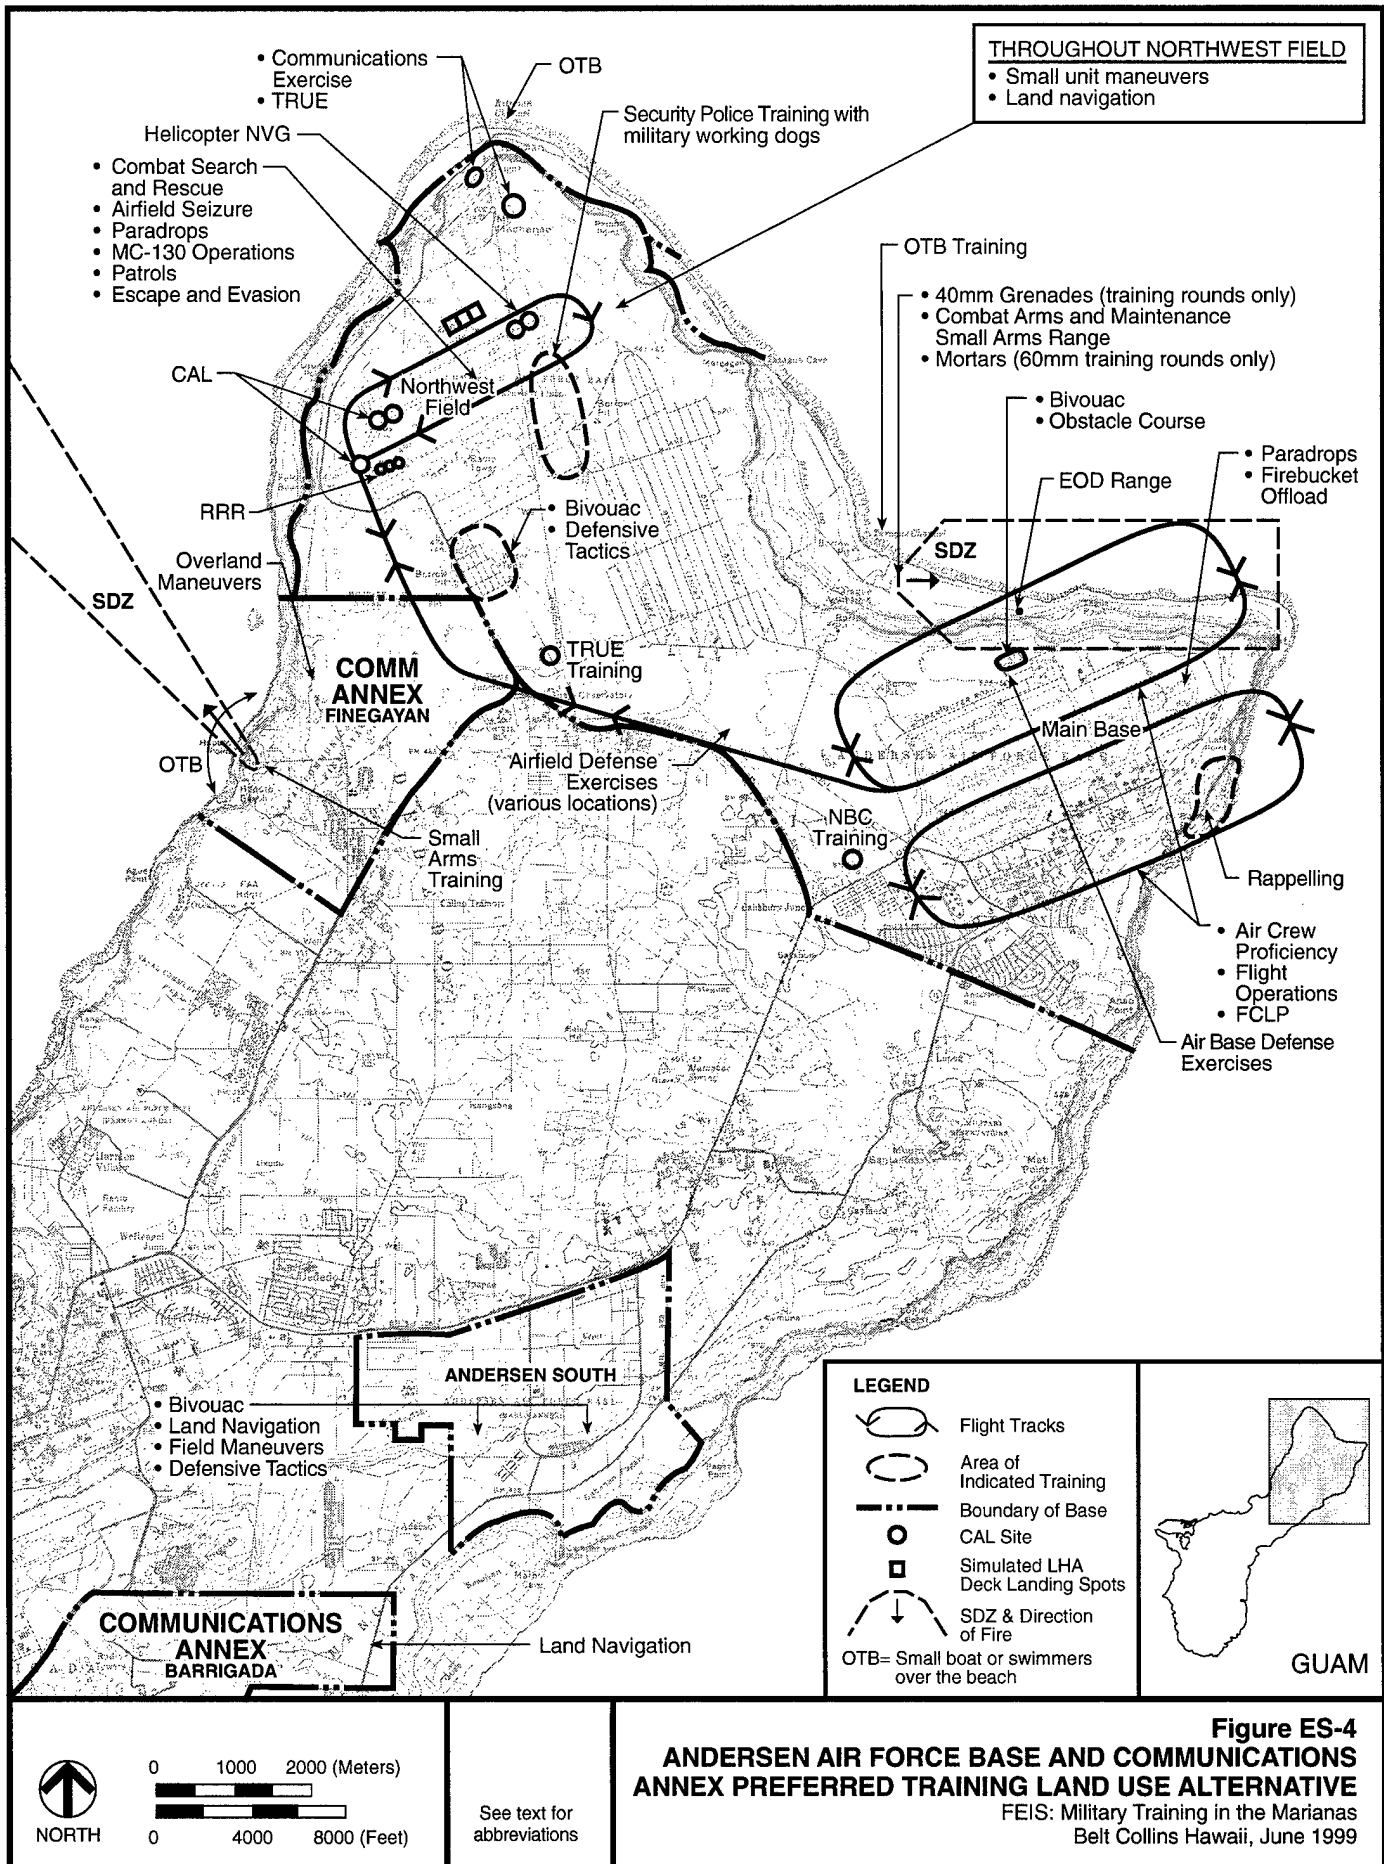 • Communications
Exercise
• TRUE
OTB
THROUGHOUT NORTHWEST FIELD
• Small unit maneuvers
• Land navigation
Security Police Training with
military working dogs
Helicopter NVG
• Combat Search
and Rescue
• Airfield Seizure
• Paradrops
• MC-130 Operations
• Patrols
• Escape and Evasion
OTB Training
• 40mm Grenades (training rounds only)
• Combat Arms and Maintenance
Small Arms Range
• Mortars (60mm training rounds only)
CAL
Northwest
Field
• Bivouac
• Obstacle Course
• Paradrops
• Firebucket
Offload
EOD Range
RRR
• Bivouac
• Defensive
Tactics
SDZ
Overland
Maneuvers
SDZ
TRUE
Training
COMM
ANNEX
FINEGAYAN
Main Base
OTB
Airfield Defense
Exercises
(various locations)
NBC
Training
Small
Arms
Training
Rappelling
• Air Crew
Proficiency
• Flight
Operations
• FCLP
Air Base Defense
Exercises
ANDERSEN SOUTH
• Bivouac
• Land Navigation
• Field Maneuvers
• Defensive Tactics
COMMUNICATIONS
ANNEX
BARRIGADA
Land Navigation
LEGEND
Flight Tracks
Area of
Indicated Training
Boundary of Base
CAL Site
Simulated LHA
Deck Landing Spots
SDZ & Direction
of Fire
OTB= Small boat or swimmers
over the beach
GUAM
NORTH
0 1000 2000 (Meters)
0 4000 8000 (Feet)
See text for
abbreviations
Figure ES-4
ANDERSEN AIR FORCE BASE AND COMMUNICATIONS
ANNEX PREFERRED TRAINING LAND USE ALTERNATIVE
FEIS: Military Training in the Marianas
Belt Collins Hawaii, June 1999